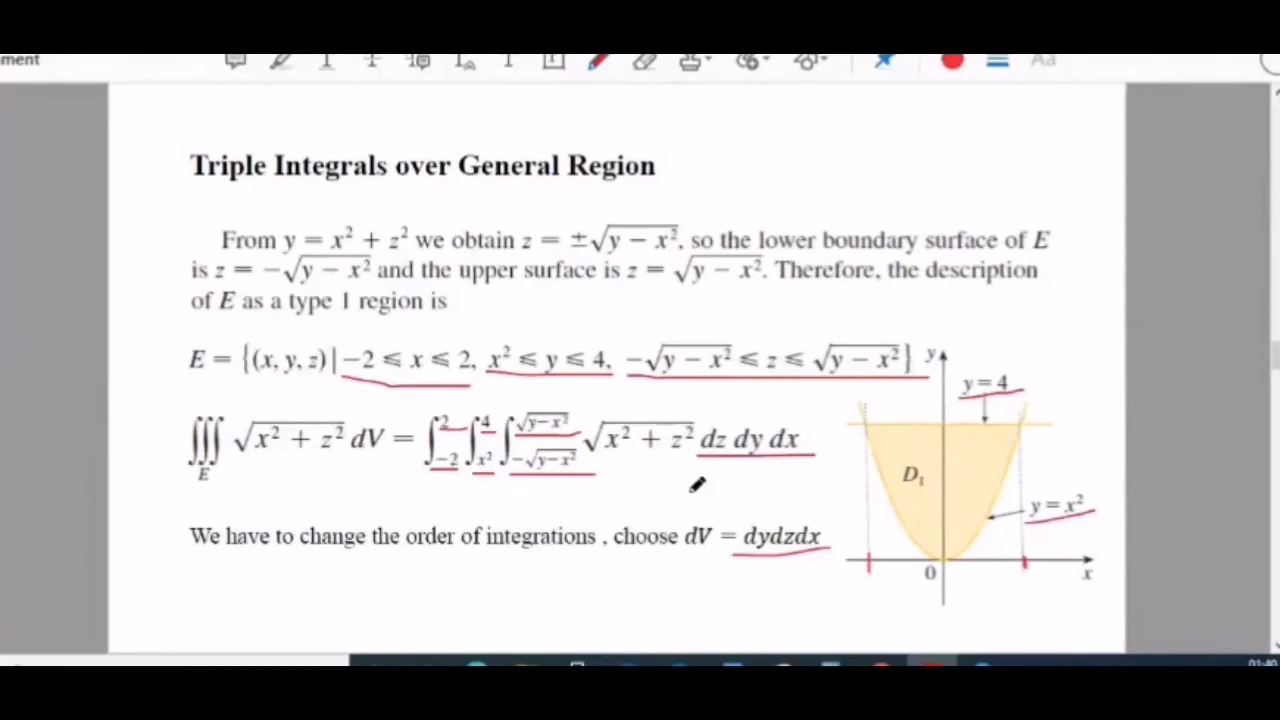 ment
Aa
Triple Integrals over General Region
From y = x² + z² we obtain z = ±√(y − x²), so the lower boundary surface of E
is z = −√(y − x²) and the upper surface is z = √(y − x²). Therefore, the description
of E as a type 1 region is
E = {(x, y, z) | −2 ⩽ x ⩽ 2, x² ⩽ y ⩽ 4, −√(y − x²) ⩽ z ⩽ √(y − x²)}
∭_E √(x² + z²) dV = ∫_{−2}^{2} ∫_{x²}^{4} ∫_{−√(y−x²)}^{√(y−x²)} √(x² + z²) dz dy dx
We have to change the order of integrations , choose dV = dydzdx
y
y = 4
D₁
y = x²
0
x
01:40